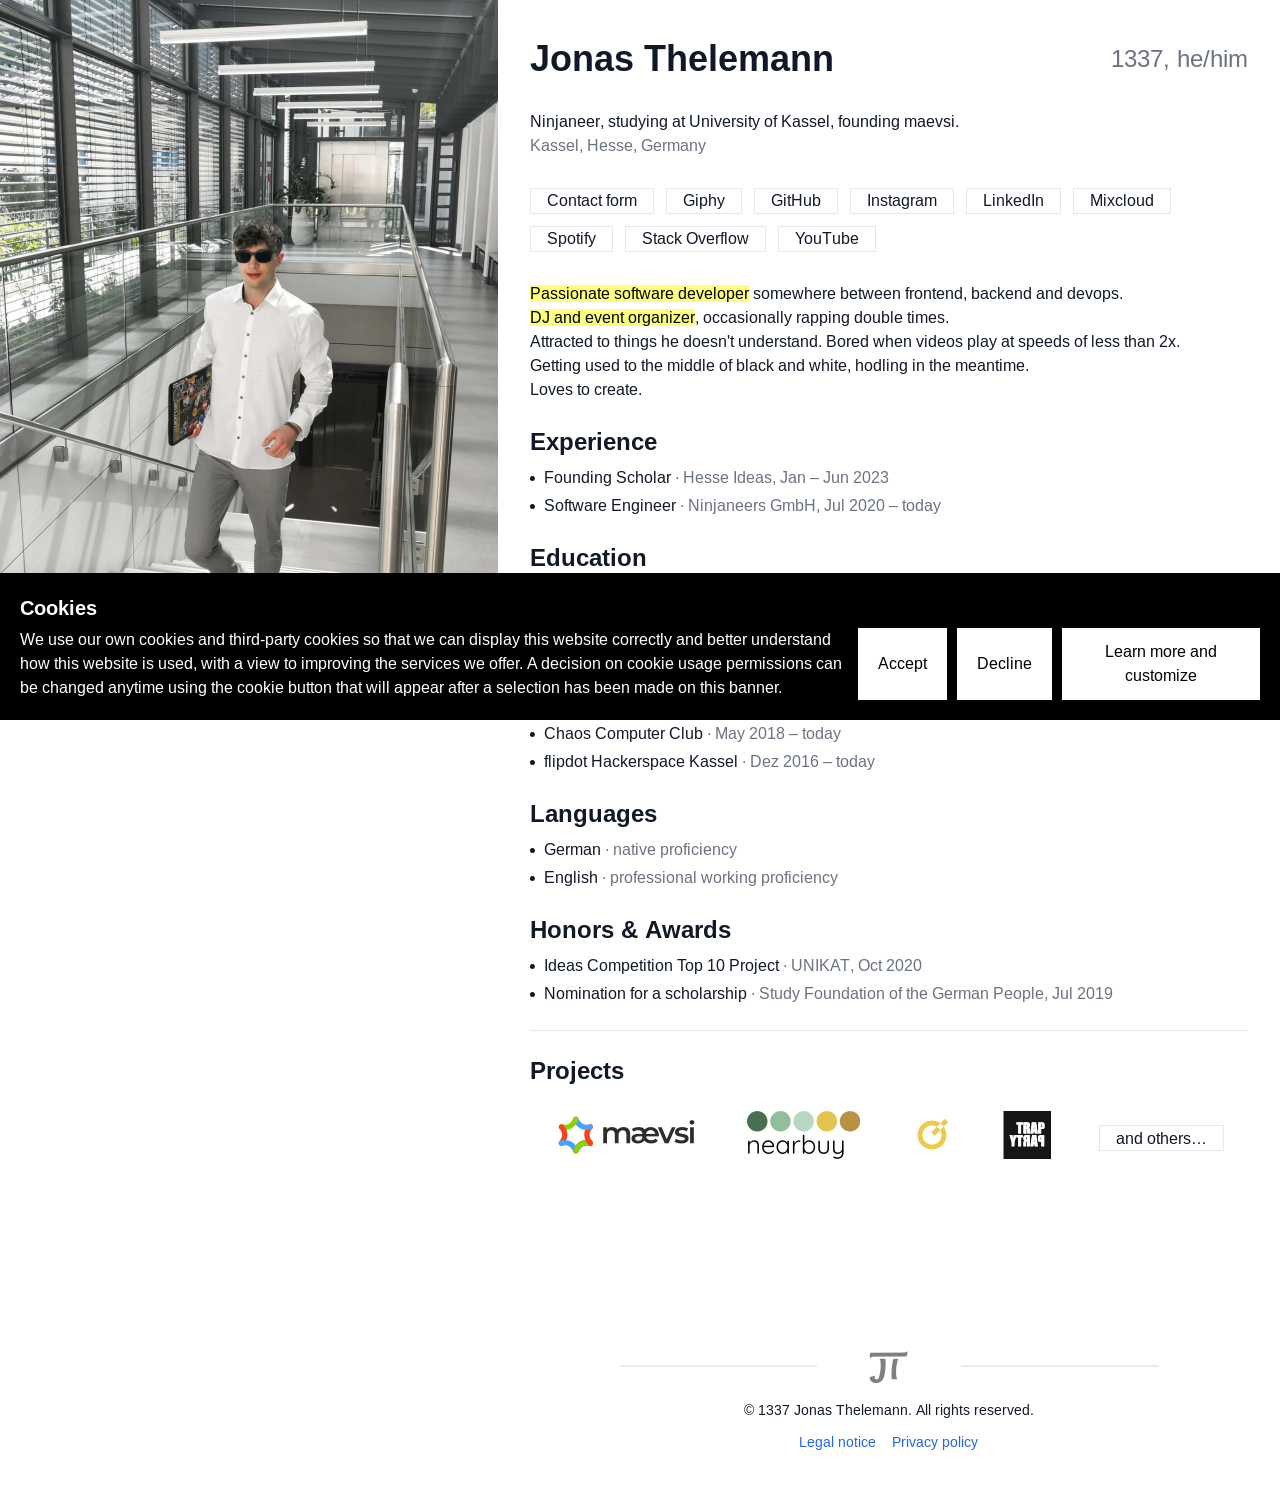 Jonas Thelemann
1337, he/him
Ninjaneer, studying at University of Kassel, founding maevsi.
Kassel, Hesse, Germany
Contact form
Giphy
GitHub
Instagram
LinkedIn
Mixcloud
Spotify
Stack Overflow
YouTube
Passionate software developer somewhere between frontend, backend and devops.
DJ and event organizer, occasionally rapping double times.
Attracted to things he doesn't understand. Bored when videos play at speeds of less than 2x.
Getting used to the middle of black and white, hodling in the meantime.
Loves to create.
Experience
Founding Scholar · Hesse Ideas, Jan – Jun 2023
Software Engineer · Ninjaneers GmbH, Jul 2020 – today
Education
Cookies
We use our own cookies and third-party cookies so that we can display this website correctly and better understand
how this website is used, with a view to improving the services we offer. A decision on cookie usage permissions can
be changed anytime using the cookie button that will appear after a selection has been made on this banner.
Accept
Decline
Learn more and
customize
Chaos Computer Club · May 2018 – today
flipdot Hackerspace Kassel · Dez 2016 – today
Languages
German · native proficiency
English · professional working proficiency
Honors & Awards
Ideas Competition Top 10 Project · UNIKAT, Oct 2020
Nomination for a scholarship · Study Foundation of the German People, Jul 2019
Projects
mævsi
nearbuy
TRAP
PARTY
and others…
JT
© 1337 Jonas Thelemann. All rights reserved.
Legal notice
Privacy policy